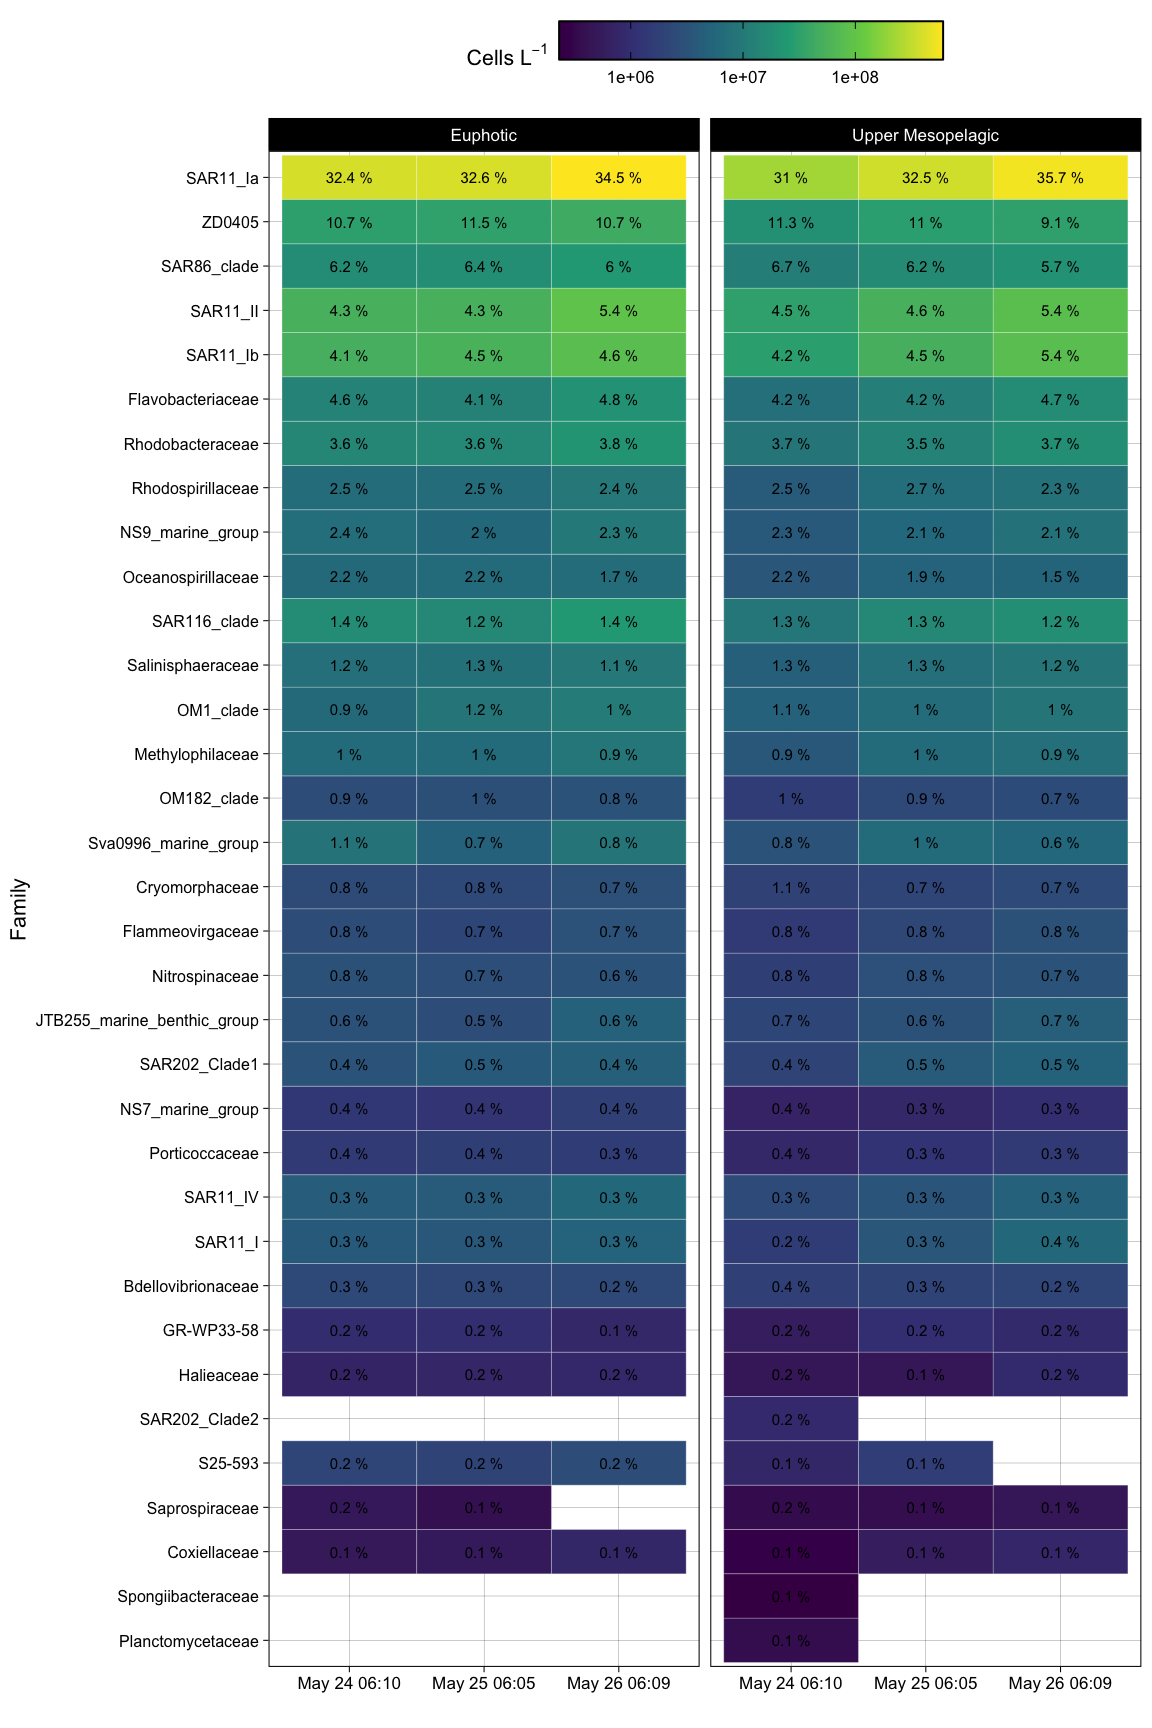 Cells L⁻¹
1e+06 1e+07 1e+08
Euphotic Upper Mesopelagic
Family
SAR11_Ia 32.4 % 32.6 % 34.5 % 31 % 32.5 % 35.7 %
ZD0405 10.7 % 11.5 % 10.7 % 11.3 % 11 % 9.1 %
SAR86_clade 6.2 % 6.4 % 6 % 6.7 % 6.2 % 5.7 %
SAR11_II 4.3 % 4.3 % 5.4 % 4.5 % 4.6 % 5.4 %
SAR11_Ib 4.1 % 4.5 % 4.6 % 4.2 % 4.5 % 5.4 %
Flavobacteriaceae 4.6 % 4.1 % 4.8 % 4.2 % 4.2 % 4.7 %
Rhodobacteraceae 3.6 % 3.6 % 3.8 % 3.7 % 3.5 % 3.7 %
Rhodospirillaceae 2.5 % 2.5 % 2.4 % 2.5 % 2.7 % 2.3 %
NS9_marine_group 2.4 % 2 % 2.3 % 2.3 % 2.1 % 2.1 %
Oceanospirillaceae 2.2 % 2.2 % 1.7 % 2.2 % 1.9 % 1.5 %
SAR116_clade 1.4 % 1.2 % 1.4 % 1.3 % 1.3 % 1.2 %
Salinisphaeraceae 1.2 % 1.3 % 1.1 % 1.3 % 1.3 % 1.2 %
OM1_clade 0.9 % 1.2 % 1 % 1.1 % 1 % 1 %
Methylophilaceae 1 % 1 % 0.9 % 0.9 % 1 % 0.9 %
OM182_clade 0.9 % 1 % 0.8 % 1 % 0.9 % 0.7 %
Sva0996_marine_group 1.1 % 0.7 % 0.8 % 0.8 % 1 % 0.6 %
Cryomorphaceae 0.8 % 0.8 % 0.7 % 1.1 % 0.7 % 0.7 %
Flammeovirgaceae 0.8 % 0.7 % 0.7 % 0.8 % 0.8 % 0.8 %
Nitrospinaceae 0.8 % 0.7 % 0.6 % 0.8 % 0.8 % 0.7 %
JTB255_marine_benthic_group 0.6 % 0.5 % 0.6 % 0.7 % 0.6 % 0.7 %
SAR202_Clade1 0.4 % 0.5 % 0.4 % 0.4 % 0.5 % 0.5 %
NS7_marine_group 0.4 % 0.4 % 0.4 % 0.4 % 0.3 % 0.3 %
Porticoccaceae 0.4 % 0.4 % 0.3 % 0.4 % 0.3 % 0.3 %
SAR11_IV 0.3 % 0.3 % 0.3 % 0.3 % 0.3 % 0.3 %
SAR11_I 0.3 % 0.3 % 0.3 % 0.2 % 0.3 % 0.4 %
Bdellovibrionaceae 0.3 % 0.3 % 0.2 % 0.4 % 0.3 % 0.2 %
GR-WP33-58 0.2 % 0.2 % 0.1 % 0.2 % 0.2 % 0.2 %
Halieaceae 0.2 % 0.2 % 0.2 % 0.2 % 0.1 % 0.2 %
SAR202_Clade2 0.2 %
S25-593 0.2 % 0.2 % 0.2 % 0.1 % 0.1 %
Saprospiraceae 0.2 % 0.1 % 0.2 % 0.1 % 0.1 %
Coxiellaceae 0.1 % 0.1 % 0.1 % 0.1 % 0.1 % 0.1 %
Spongiibacteraceae 0.1 %
Planctomycetaceae 0.1 %
May 24 06:10 May 25 06:05 May 26 06:09 May 24 06:10 May 25 06:05 May 26 06:09